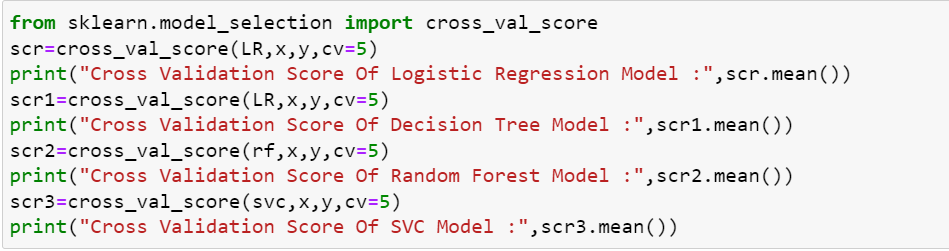 from sklearn.model_selection import cross_val_score
scr=cross_val_score(LR,x,y,cv=5)
print("Cross Validation Score Of Logistic Regression Model :",scr.mean())
scr1=cross_val_score(LR,x,y,cv=5)
print("Cross Validation Score Of Decision Tree Model :",scr1.mean())
scr2=cross_val_score(rf,x,y,cv=5)
print("Cross Validation Score Of Random Forest Model :",scr2.mean())
scr3=cross_val_score(svc,x,y,cv=5)
print("Cross Validation Score Of SVC Model :",scr3.mean())